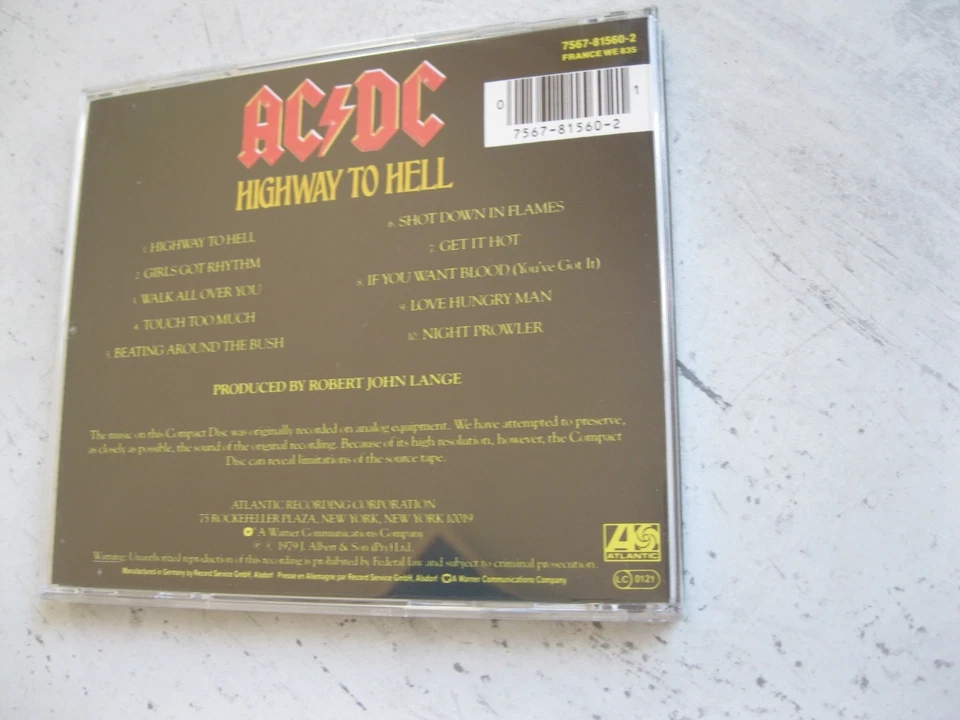 7567-81560-2
FRANCE WE 835
0 1
7567-81560-2
AC DC
HIGHWAY TO HELL
1. HIGHWAY TO HELL
2. GIRLS GOT RHYTHM
3. WALK ALL OVER YOU
4. TOUCH TOO MUCH
5. BEATING AROUND THE BUSH
6. SHOT DOWN IN FLAMES
7. GET IT HOT
8. IF YOU WANT BLOOD (You've Got It)
9. LOVE HUNGRY MAN
10. NIGHT PROWLER
PRODUCED BY ROBERT JOHN LANGE
The music on this Compact Disc was originally recorded on analog equipment. We have attempted to preserve,
as closely as possible, the sound of the original recording. Because of its high resolution, however, the Compact
Disc can reveal limitations of the source tape.
ATLANTIC RECORDING CORPORATION
75 ROCKEFELLER PLAZA, NEW YORK, NEW YORK 10019
A Warner Communications Company
℗ © 1979 J. Albert & Son (Pty) Ltd.
Warning: Unauthorized reproduction of this recording is prohibited by Federal law and subject to criminal prosecution.
Manufactured in Germany by Record Service GmbH, Alsdorf Presse en Allemagne par Record Service GmbH, Alsdorf A Warner Communications Company
ATLANTIC
LC 0121